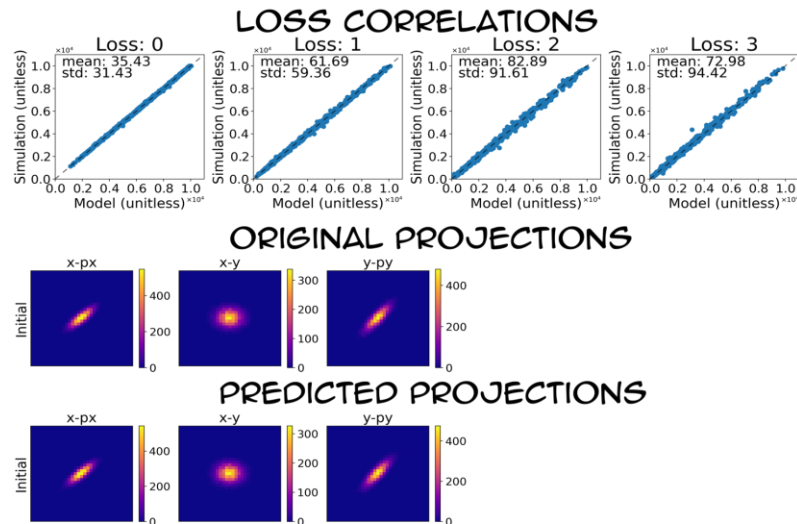 LOSS CORRELATIONS
Loss: 0
×10⁴
mean: 35.43
std: 31.43
Simulation (unitless)
1.0
0.8
0.6
0.4
0.2
0.0
0 0.2 0.4 0.6 0.8 1.0
Model (unitless) ×10⁴
Loss: 1
×10⁴
mean: 61.69
std: 59.36
Simulation (unitless)
1.0
0.8
0.6
0.4
0.2
0.0
0 0.2 0.4 0.6 0.8 1.0
Model (unitless) ×10⁴
Loss: 2
×10⁴
mean: 82.89
std: 91.61
Simulation (unitless)
1.0
0.8
0.6
0.4
0.2
0.0
0 0.2 0.4 0.6 0.8 1.0
Model (unitless) ×10⁴
Loss: 3
×10⁴
mean: 72.98
std: 94.42
Simulation (unitless)
1.0
0.8
0.6
0.4
0.2
0.0
0 0.2 0.4 0.6 0.8 1.0
Model (unitless) ×10⁴
ORIGINAL PROJECTIONS
Initial
x-px
400
200
0
x-y
300
200
100
0
y-py
400
200
0
PREDICTED PROJECTIONS
Initial
x-px
400
200
0
x-y
300
200
100
0
y-py
400
200
0